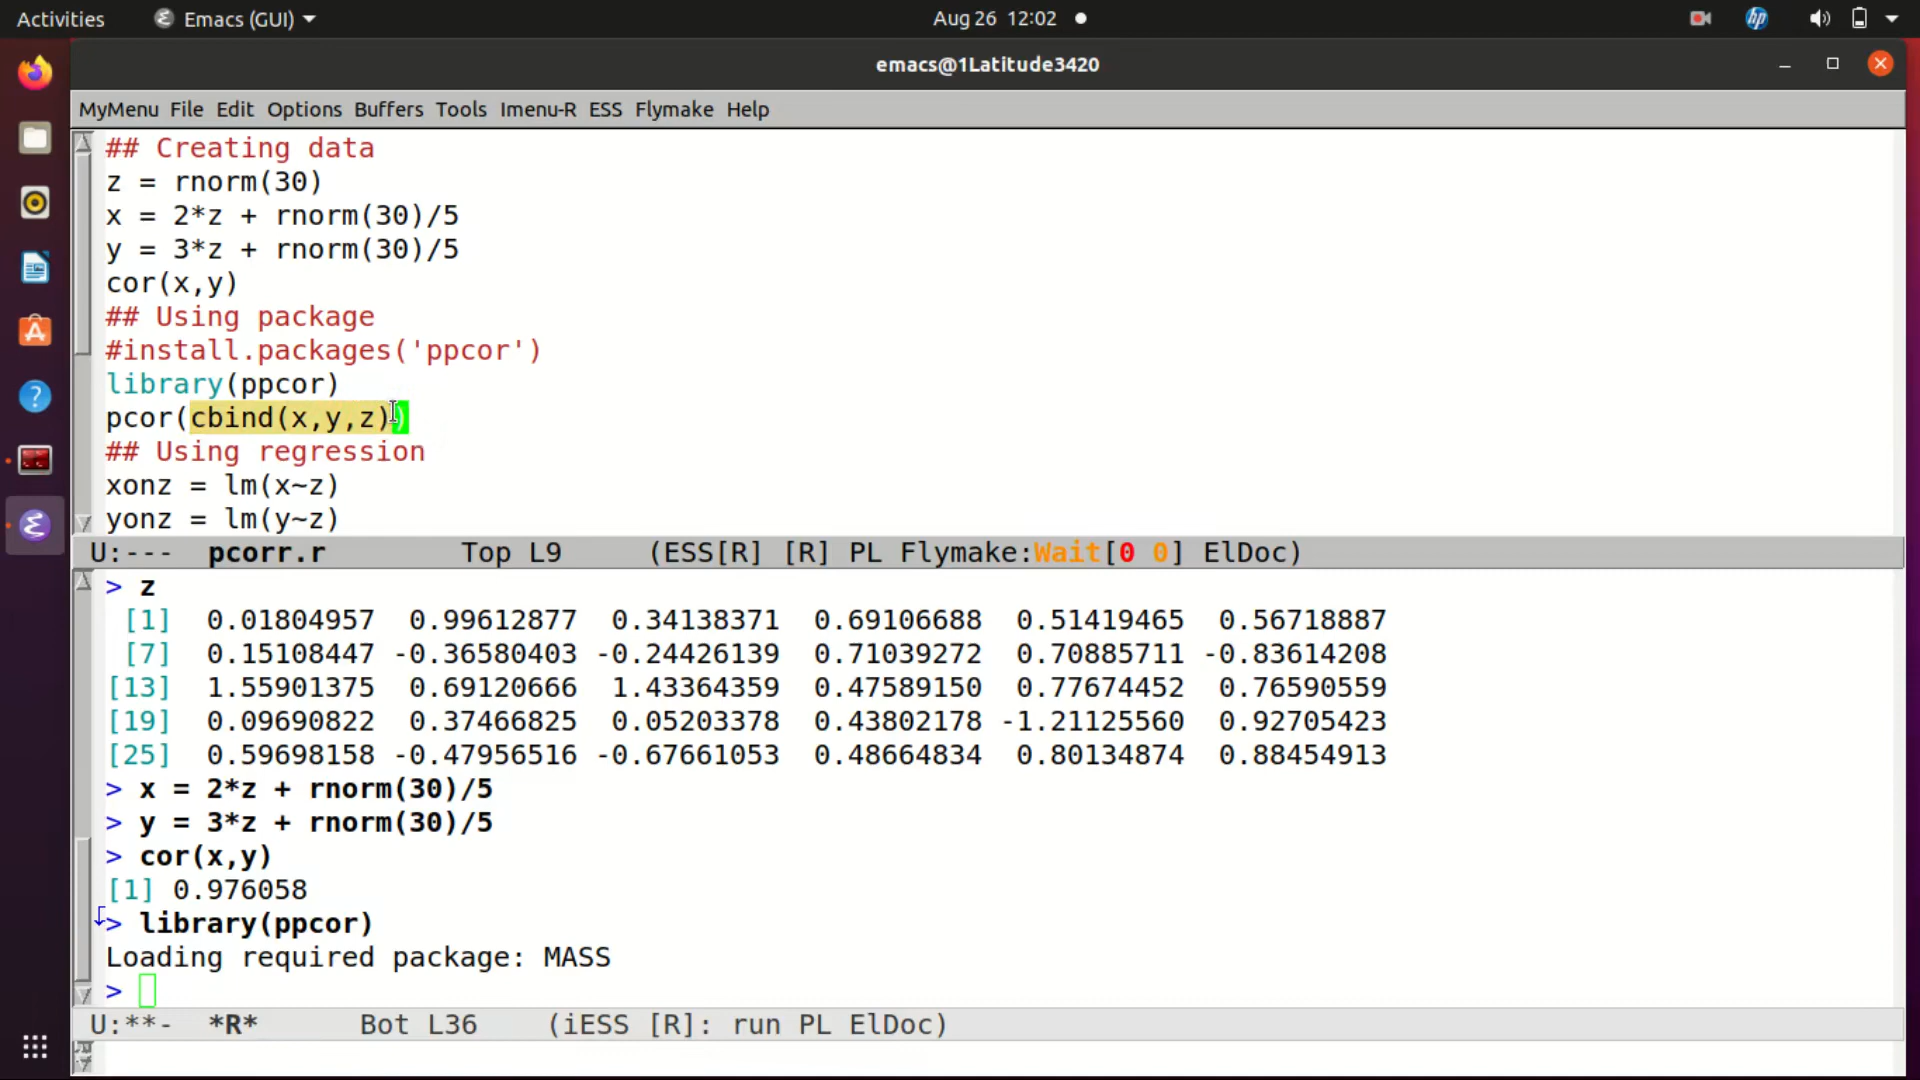 Activities Emacs (GUI) Aug 26 12:02
emacs@1Latitude3420
MyMenu File Edit Options Buffers Tools Imenu-R ESS Flymake Help
## Creating data
z = rnorm(30)
x = 2*z + rnorm(30)/5
y = 3*z + rnorm(30)/5
cor(x,y)
## Using package
#install.packages('ppcor')
library(ppcor)
pcor(cbind(x,y,z))
## Using regression
xonz = lm(x~z)
yonz = lm(y~z)
U:--- pcorr.r Top L9 (ESS[R] [R] PL Flymake:Wait[0 0] ElDoc)
> z
[1] 0.01804957 0.99612877 0.34138371 0.69106688 0.51419465 0.56718887
[7] 0.15108447 -0.36580403 -0.24426139 0.71039272 0.70885711 -0.83614208
[13] 1.55901375 0.69120666 1.43364359 0.47589150 0.77674452 0.76590559
[19] 0.09690822 0.37466825 0.05203378 0.43802178 -1.21125560 0.92705423
[25] 0.59698158 -0.47956516 -0.67661053 0.48664834 0.80134874 0.88454913
> x = 2*z + rnorm(30)/5
> y = 3*z + rnorm(30)/5
> cor(x,y)
[1] 0.976058
> library(ppcor)
Loading required package: MASS
>
U:**- *R* Bot L36 (iESS [R]: run PL ElDoc)